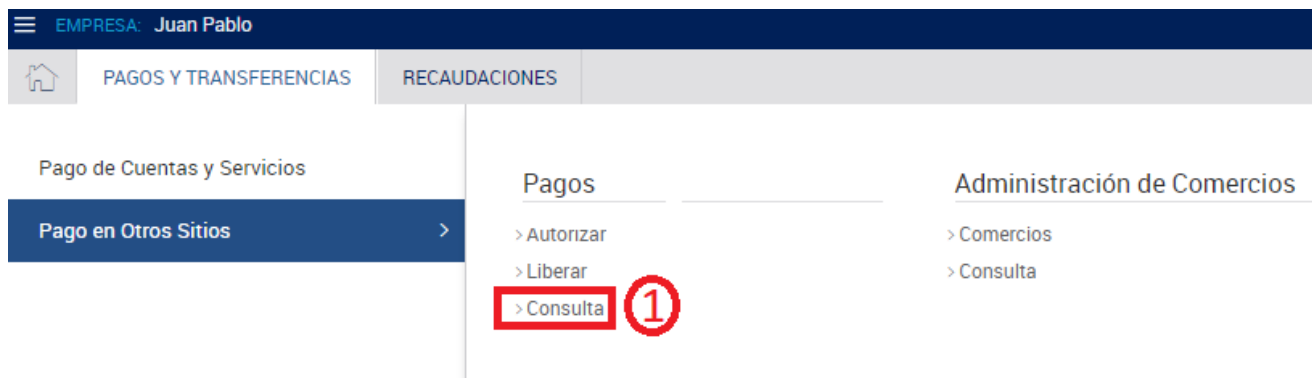 EMPRESA: Juan Pablo
PAGOS Y TRANSFERENCIAS
RECAUDACIONES
Pago de Cuentas y Servicios
Pago en Otros Sitios >
Pagos
> Autorizar
> Liberar
> Consulta 1
Administración de Comercios
> Comercios
> Consulta